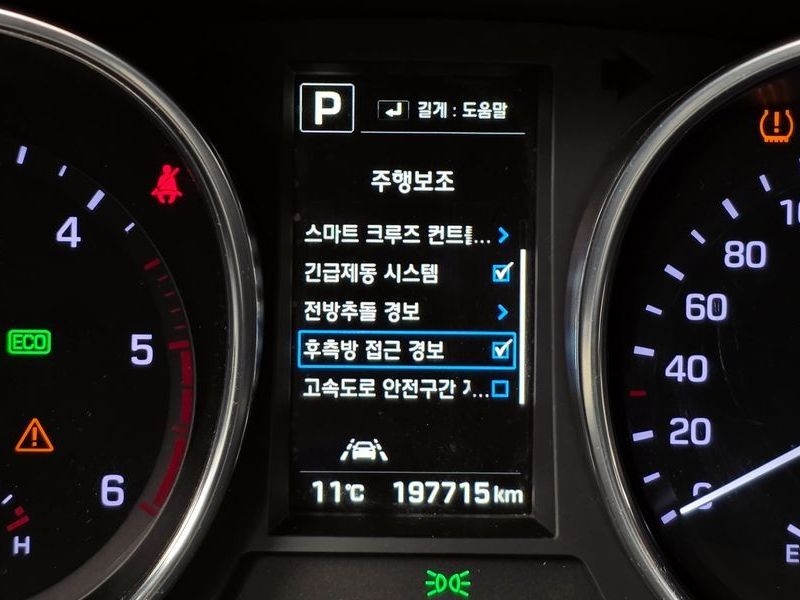 P
길게 : 도움말
주행보조
스마트 크루즈 컨트롤...
긴급제동 시스템
전방추돌 경보
후측방 접근 경보
고속도로 안전구간 ...
11°C 197715km
4
5
6
H
ECO
80
60
40
20
0
E